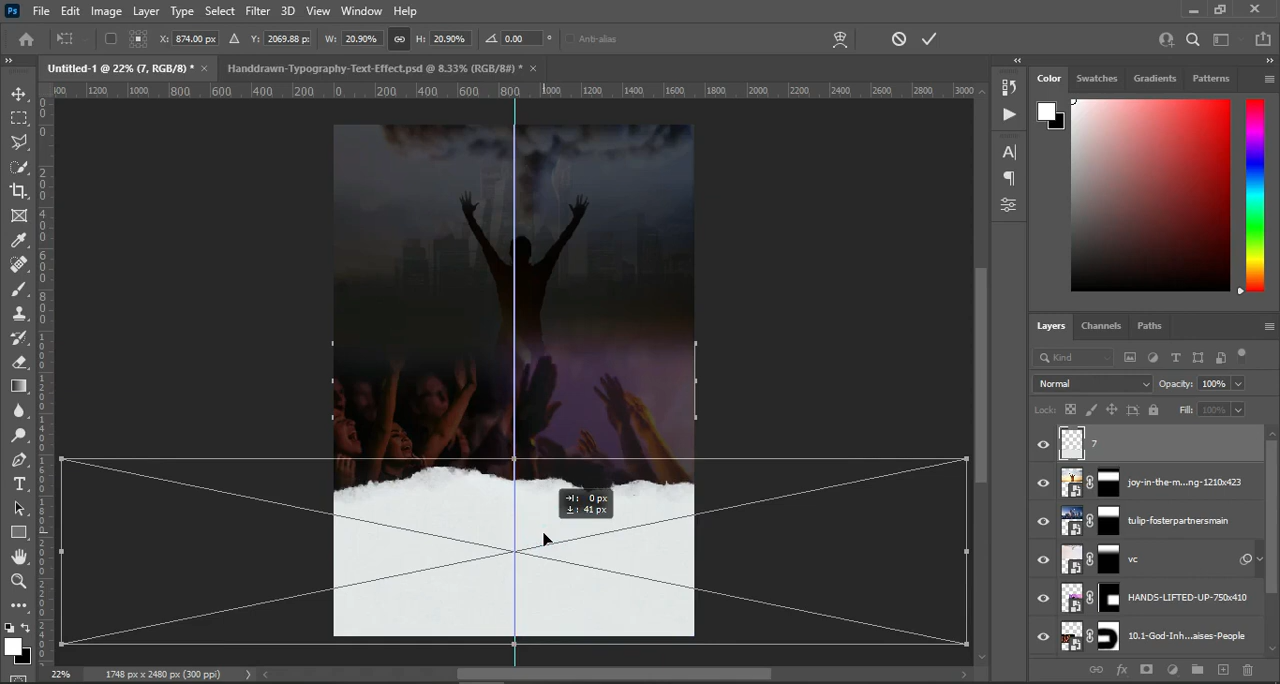 Ps File Edit Image Layer Type Select Filter 3D View Window Help
X: 874.00 px Y: 2069.88 px W: 20.90% H: 20.90% 0.00 ° Anti-alias
Untitled-1 @ 22% (7, RGB/8) * × Handdrawn-Typography-Text-Effect.psd @ 8.33% (RGB/8#) * ×
1200 1000 800 600 400 200 0 200 400 600 800 1000 1200 1400 1600 1800 2000 2200 2400 2600 2800 3000
Color Swatches Gradients Patterns
Layers Channels Paths
Kind
Normal Opacity: 100%
Lock: Fill: 100%
7
joy-in-the-m...ng-1210x423
tulip-fosterpartnersmain
vc
HANDS-LIFTED-UP-750x410
10.1-God-Inh...aises-People
0 px
41 px
22% 1748 px x 2480 px (300 ppi)